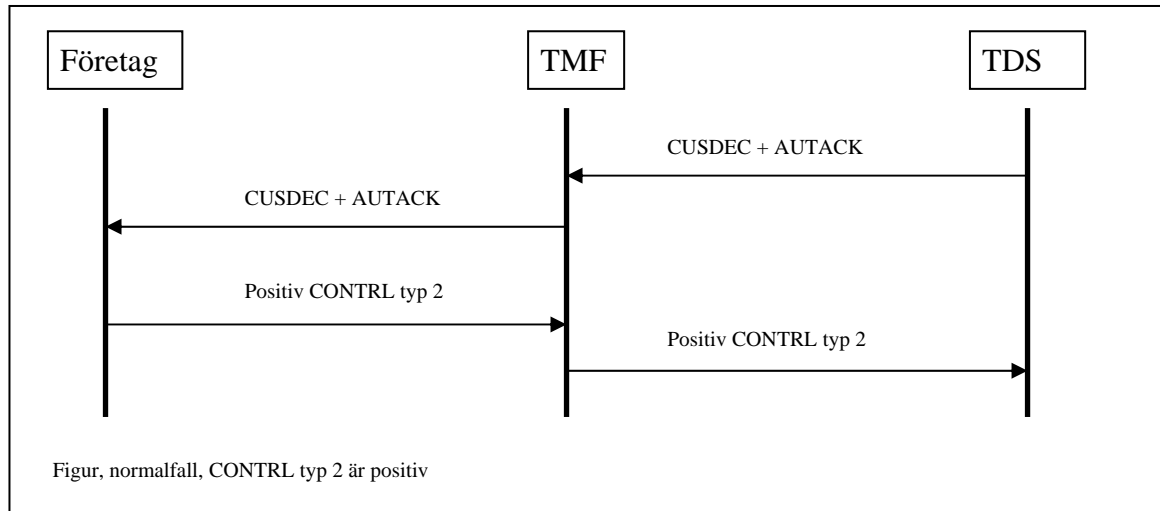 Företag
TMF
TDS
CUSDEC + AUTACK
CUSDEC + AUTACK
Positiv CONTRL typ 2
Positiv CONTRL typ 2
Figur, normalfall, CONTRL typ 2 är positiv